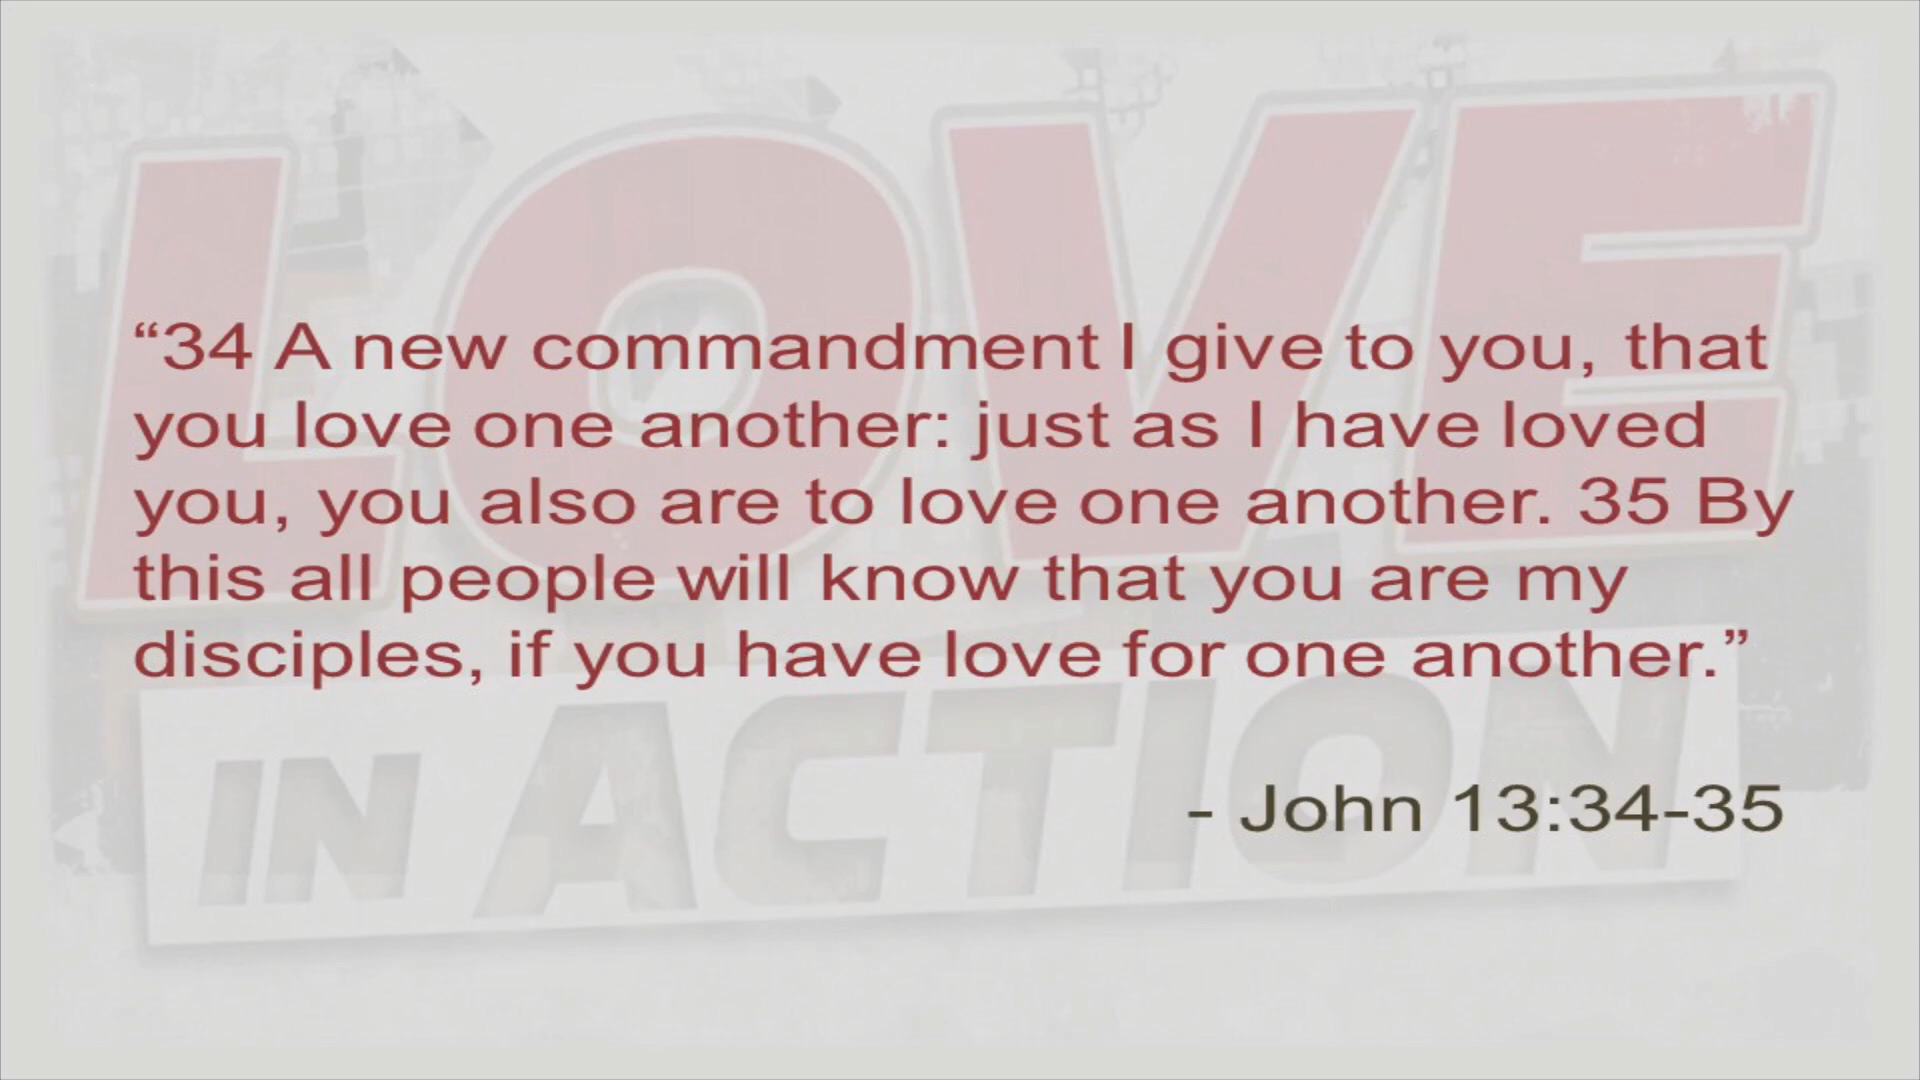 LOVE
IN ACTION
“34 A new commandment I give to you, that
you love one another: just as I have loved
you, you also are to love one another. 35 By
this all people will know that you are my
disciples, if you have love for one another.”
- John 13:34-35